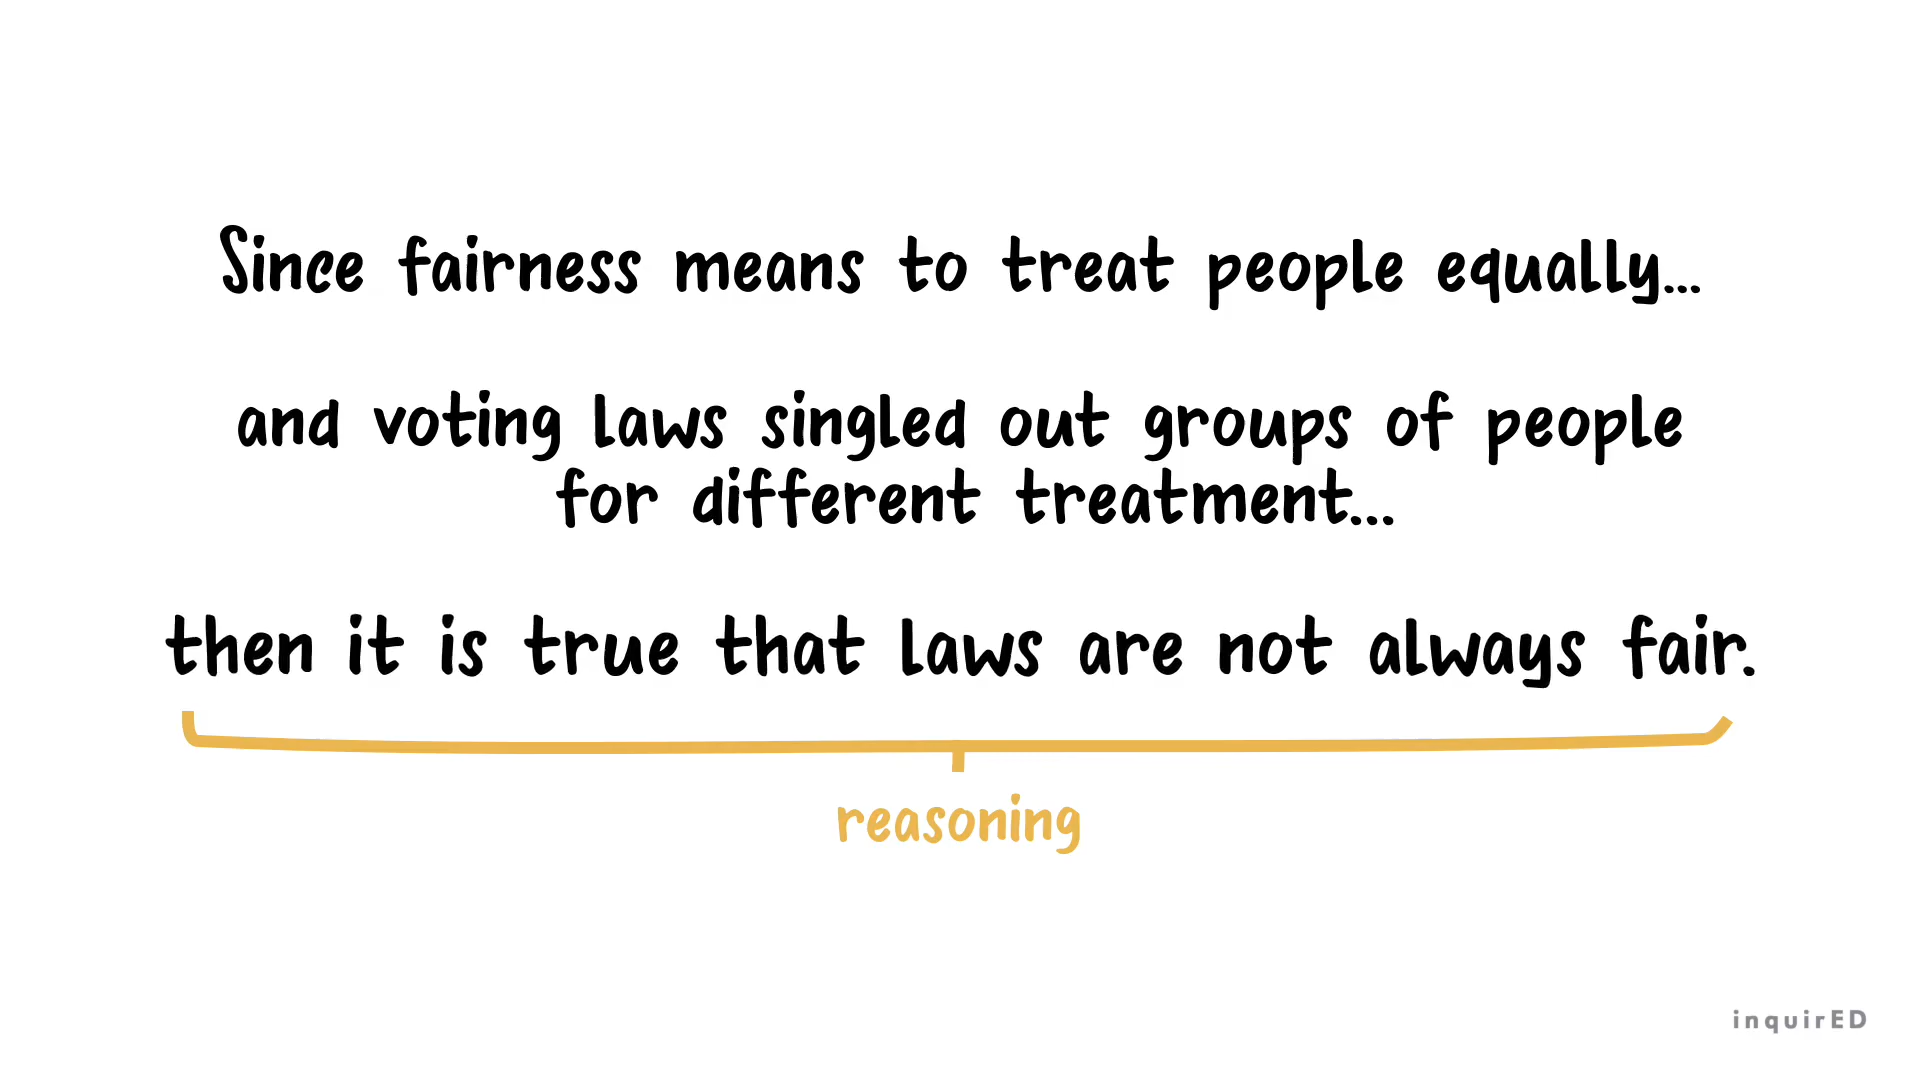 Since fairness means to treat people equally...
and voting laws singled out groups of people
for different treatment...
then it is true that laws are not always fair.
reasoning
inquirED